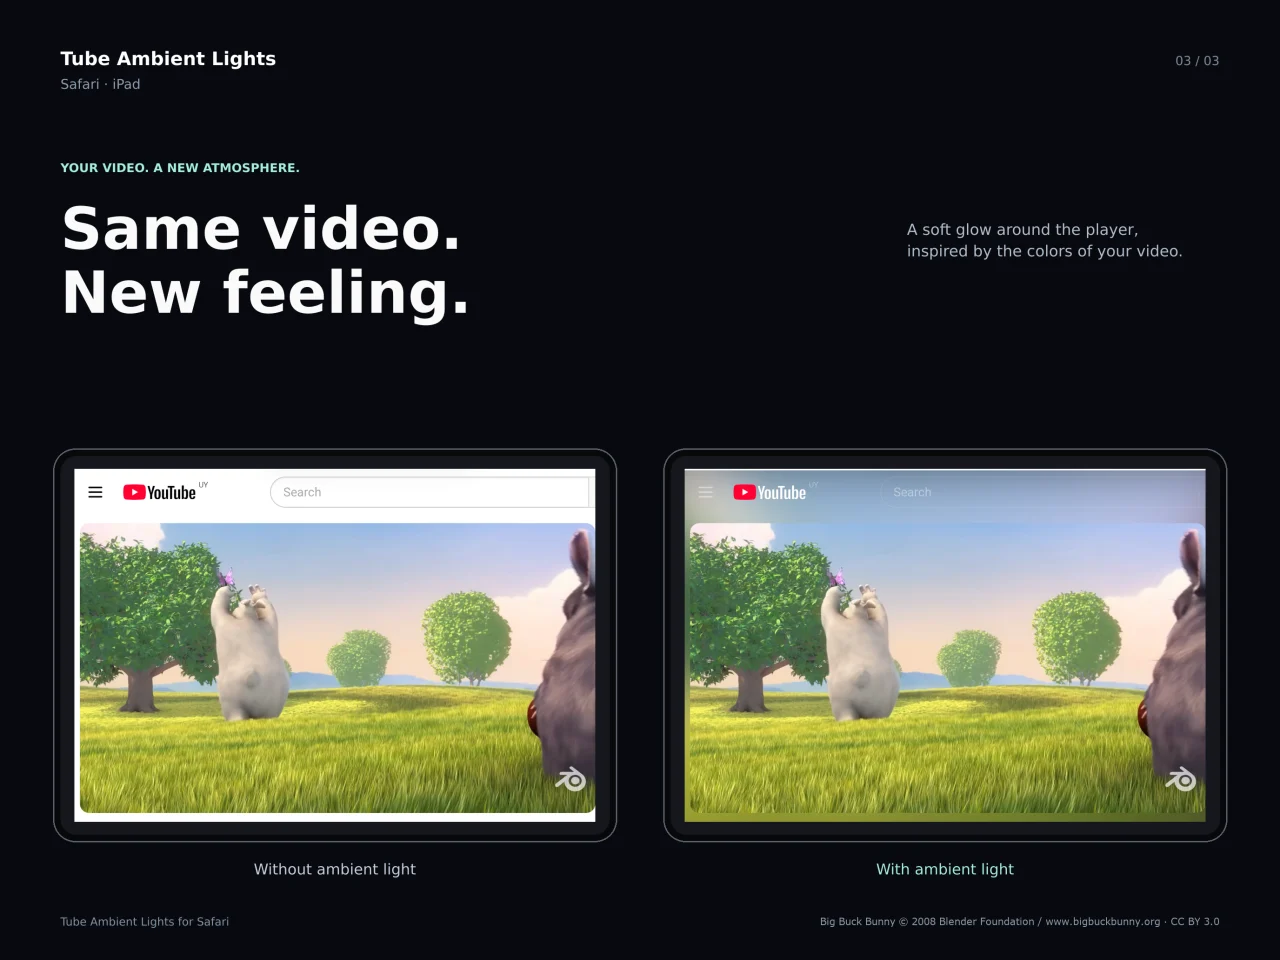 Tube Ambient Lights
Safari · iPad
03 / 03
YOUR VIDEO. A NEW ATMOSPHERE.
Same video.
New feeling.
A soft glow around the player,
inspired by the colors of your video.
YouTube UY
Search
YouTube UY
Search
Without ambient light
With ambient light
Tube Ambient Lights for Safari
Big Buck Bunny © 2008 Blender Foundation / www.bigbuckbunny.org · CC BY 3.0